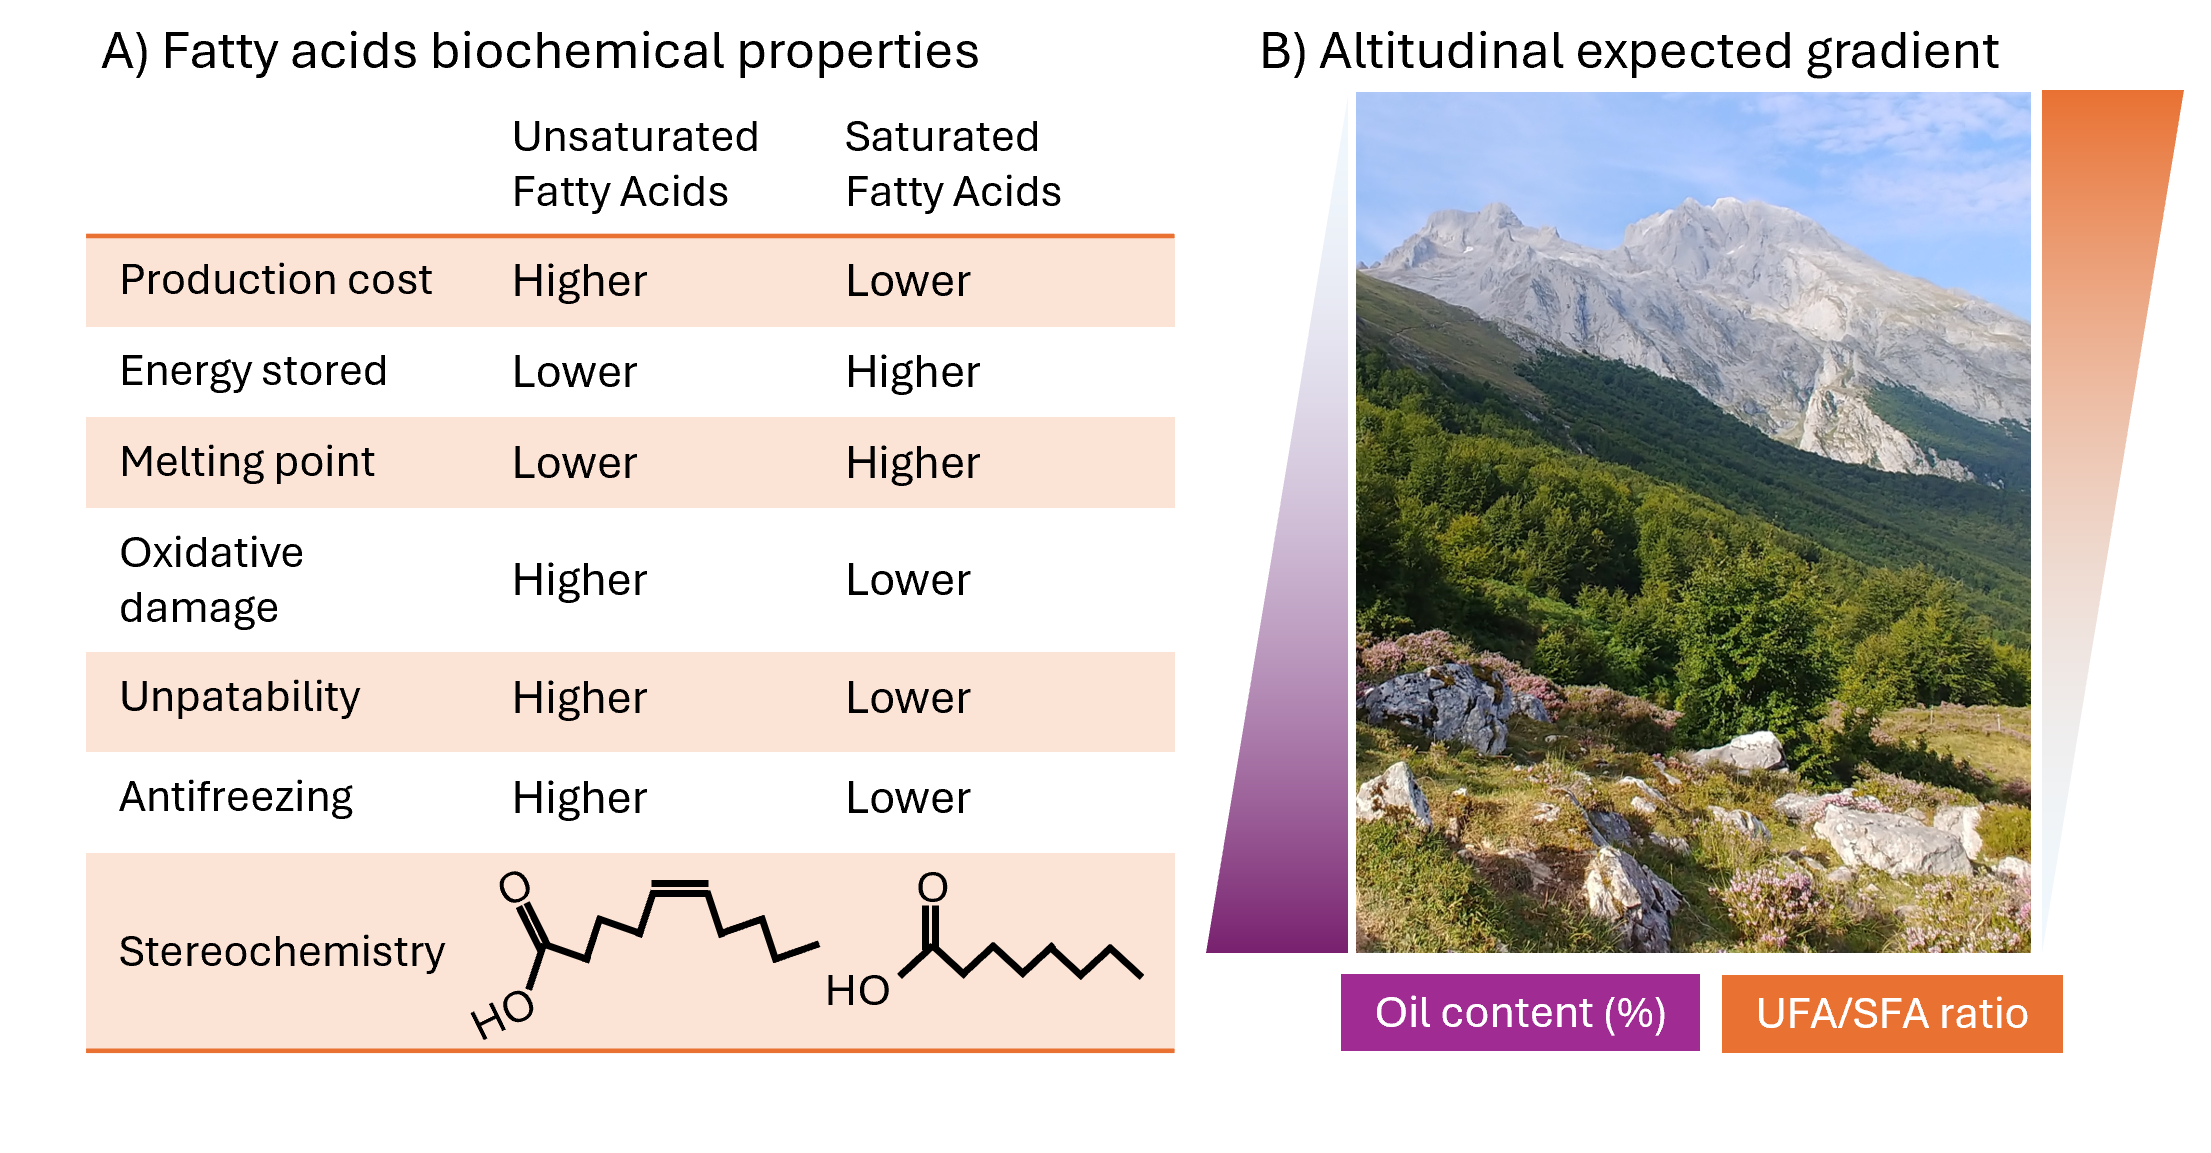 A) Fatty acids biochemical properties
Unsaturated
Fatty Acids
Saturated
Fatty Acids
Production cost Higher Lower
Energy stored Lower Higher
Melting point Lower Higher
Oxidative
damage
Higher Lower
Unpatability Higher Lower
Antifreezing Higher Lower
Stereochemistry
O
HO
O
HO
B) Altitudinal expected gradient
Oil content (%)
UFA/SFA ratio